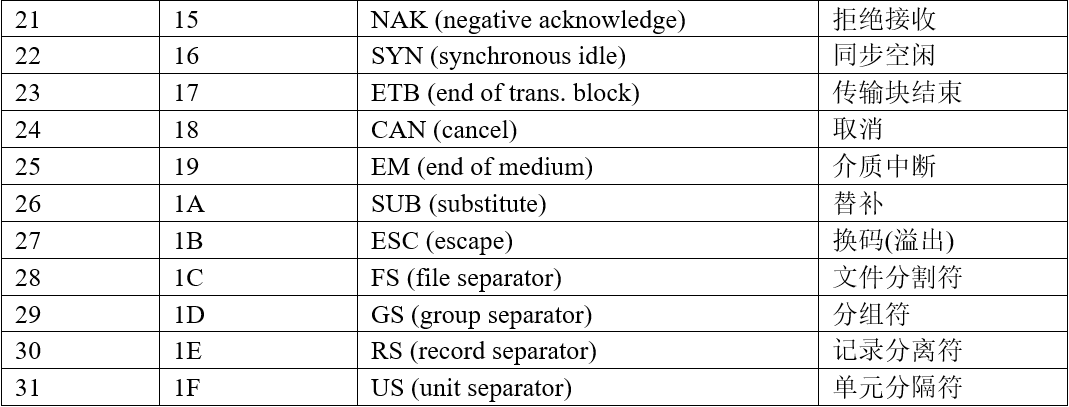 21 15 NAK (negative acknowledge) 拒绝接收
22 16 SYN (synchronous idle) 同步空闲
23 17 ETB (end of trans. block) 传输块结束
24 18 CAN (cancel) 取消
25 19 EM (end of medium) 介质中断
26 1A SUB (substitute) 替补
27 1B ESC (escape) 换码(溢出)
28 1C FS (file separator) 文件分割符
29 1D GS (group separator) 分组符
30 1E RS (record separator) 记录分离符
31 1F US (unit separator) 单元分隔符